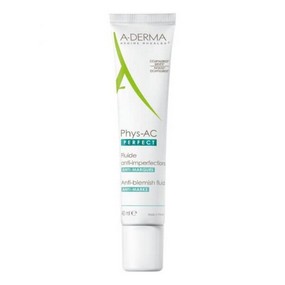 A-DERMA
Phys-AC
PERFECT
Fluide
anti-imperfections
ANTI-MARQUES
Anti-blemish fluid
ANTI-MARKS
40 ml